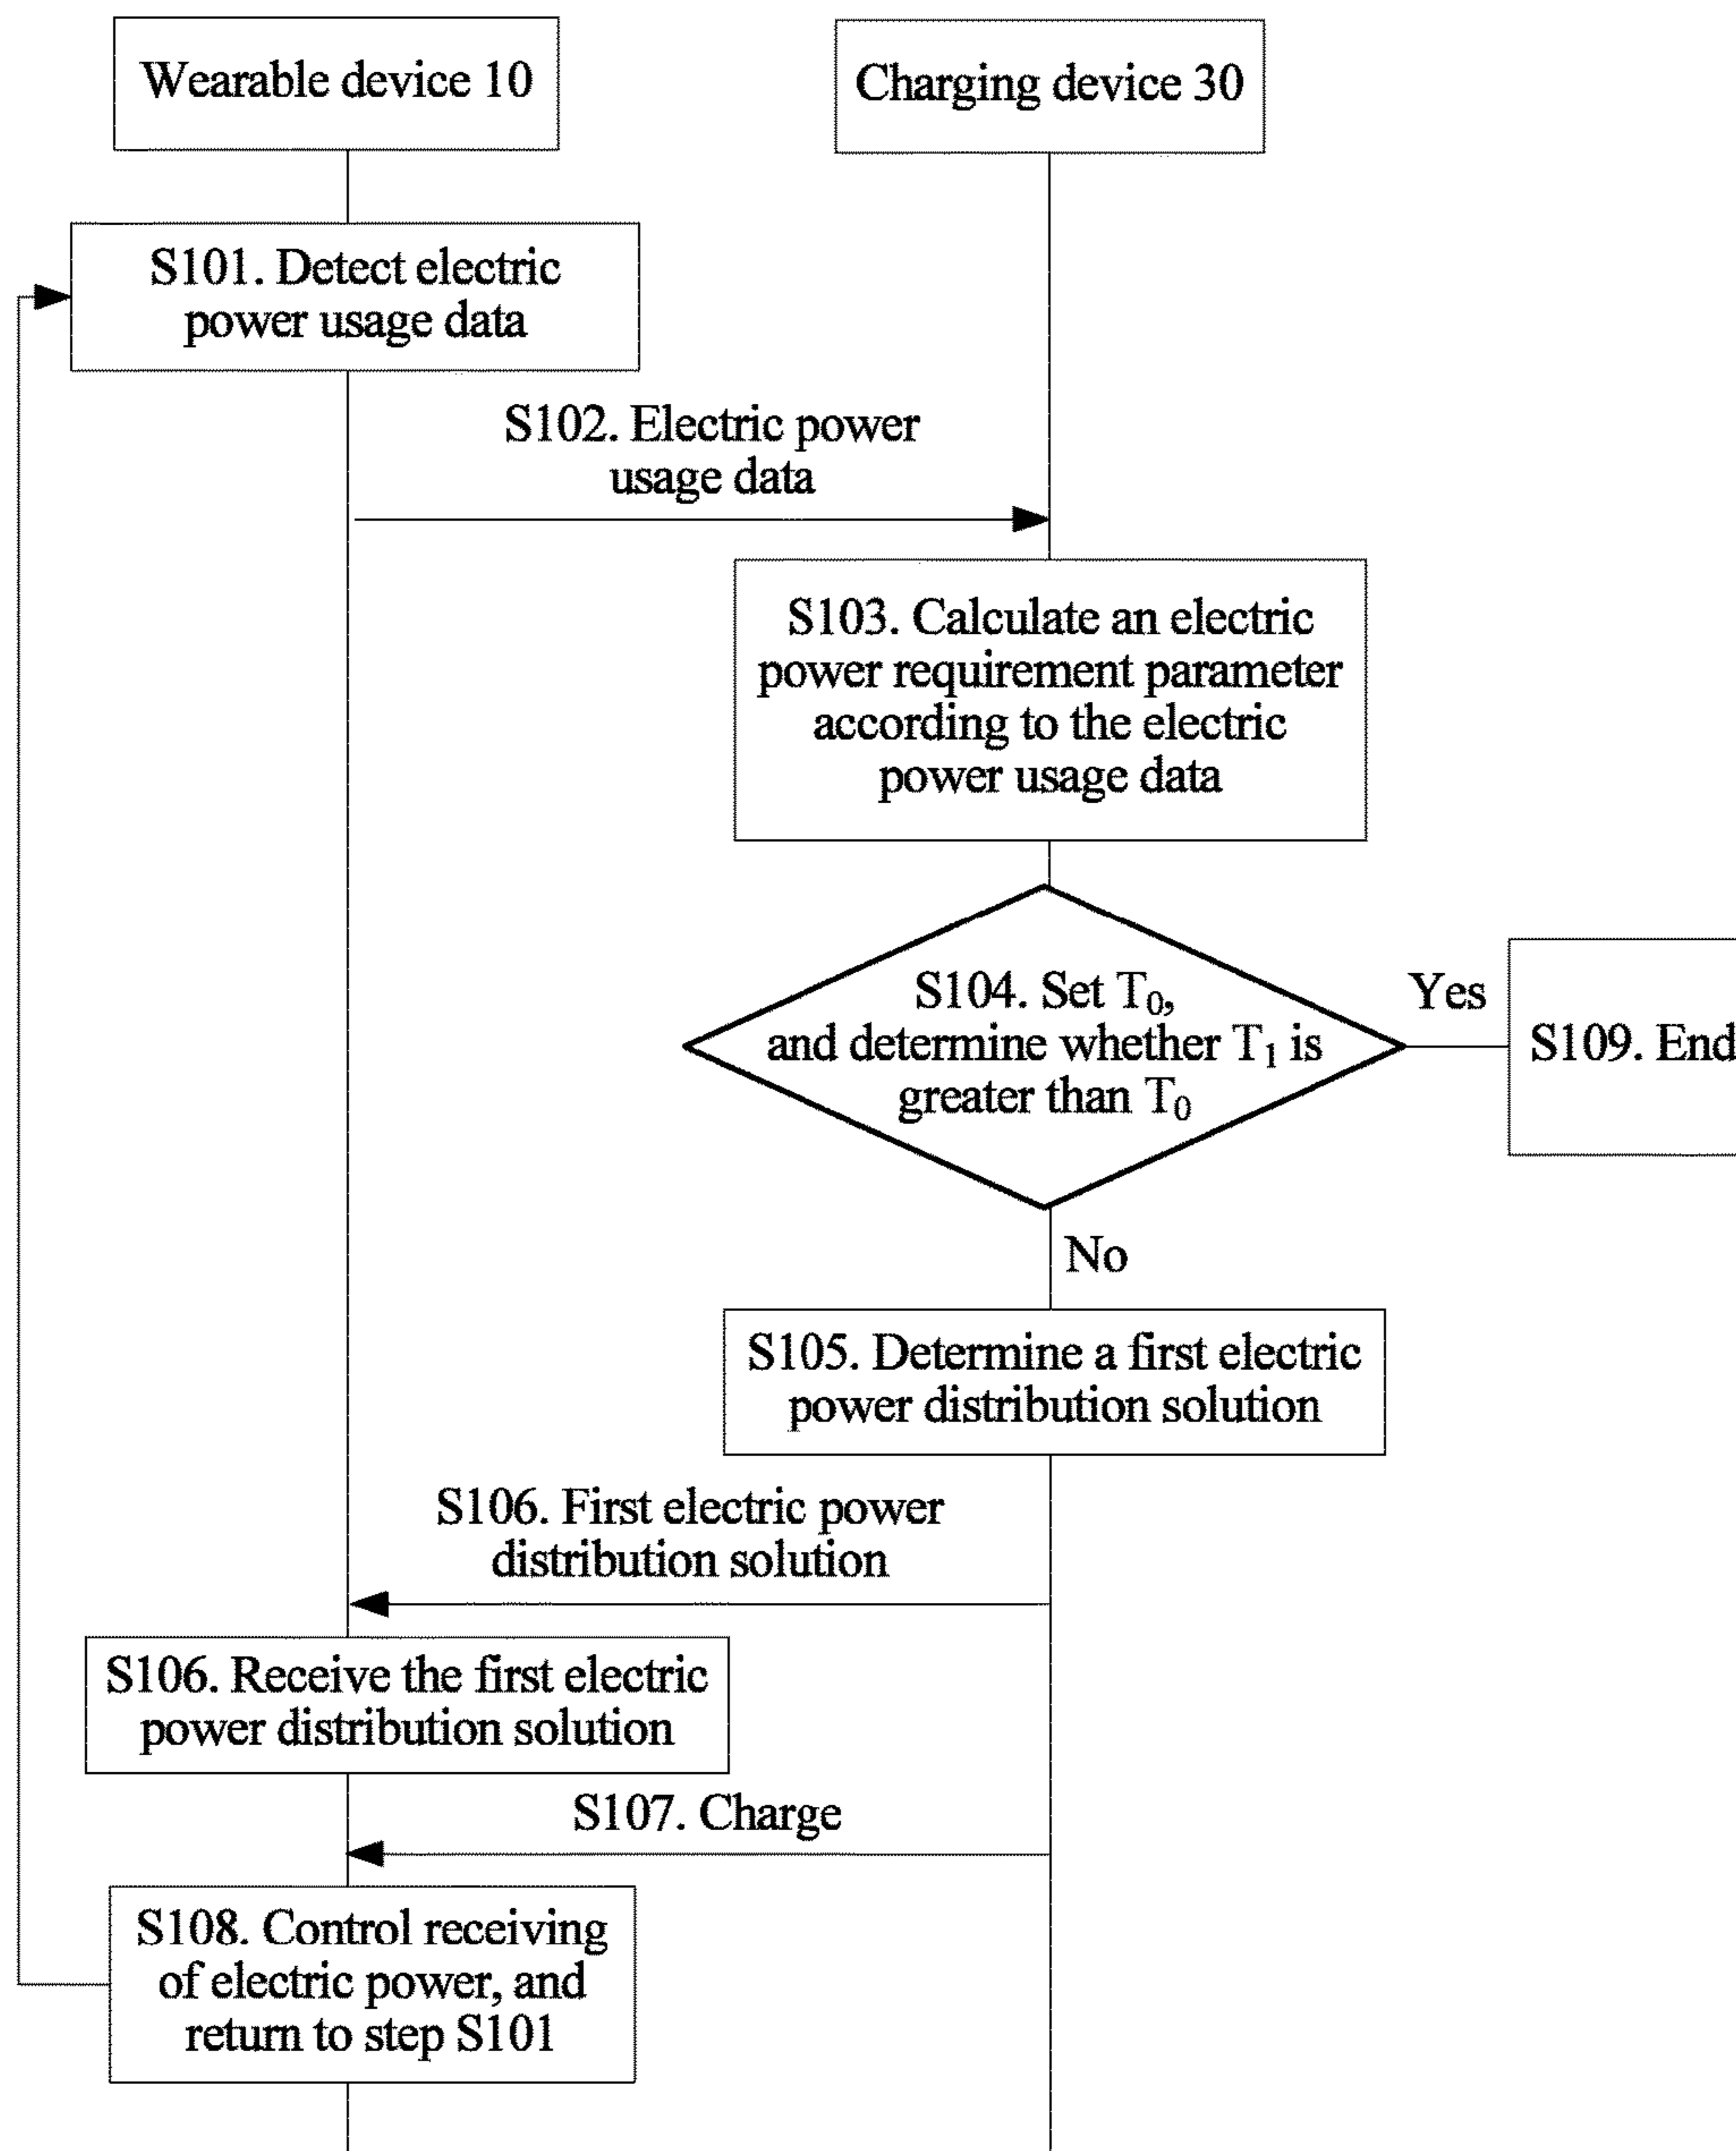 Wearable device 10
Charging device 30
S101. Detect electric
power usage data
S102. Electric power
usage data
S103. Calculate an electric
power requirement parameter
according to the electric
power usage data
S104. Set T₀,
and determine whether T₁ is
greater than T₀
Yes
S109. End
No
S105. Determine a first electric
power distribution solution
S106. First electric power
distribution solution
S106. Receive the first electric
power distribution solution
S107. Charge
S108. Control receiving
of electric power, and
return to step S101